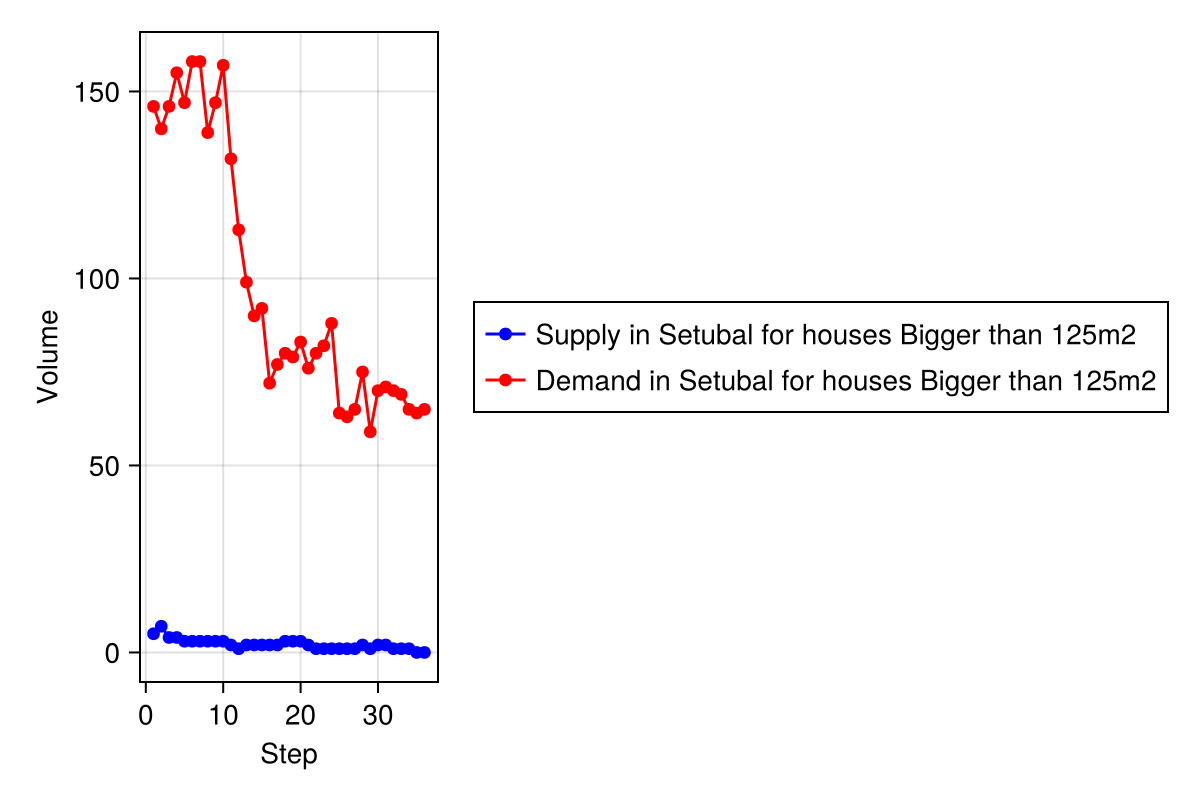 150
100
50
0
Volume
0 10 20 30
Step
Supply in Setubal for houses Bigger than 125m2
Demand in Setubal for houses Bigger than 125m2